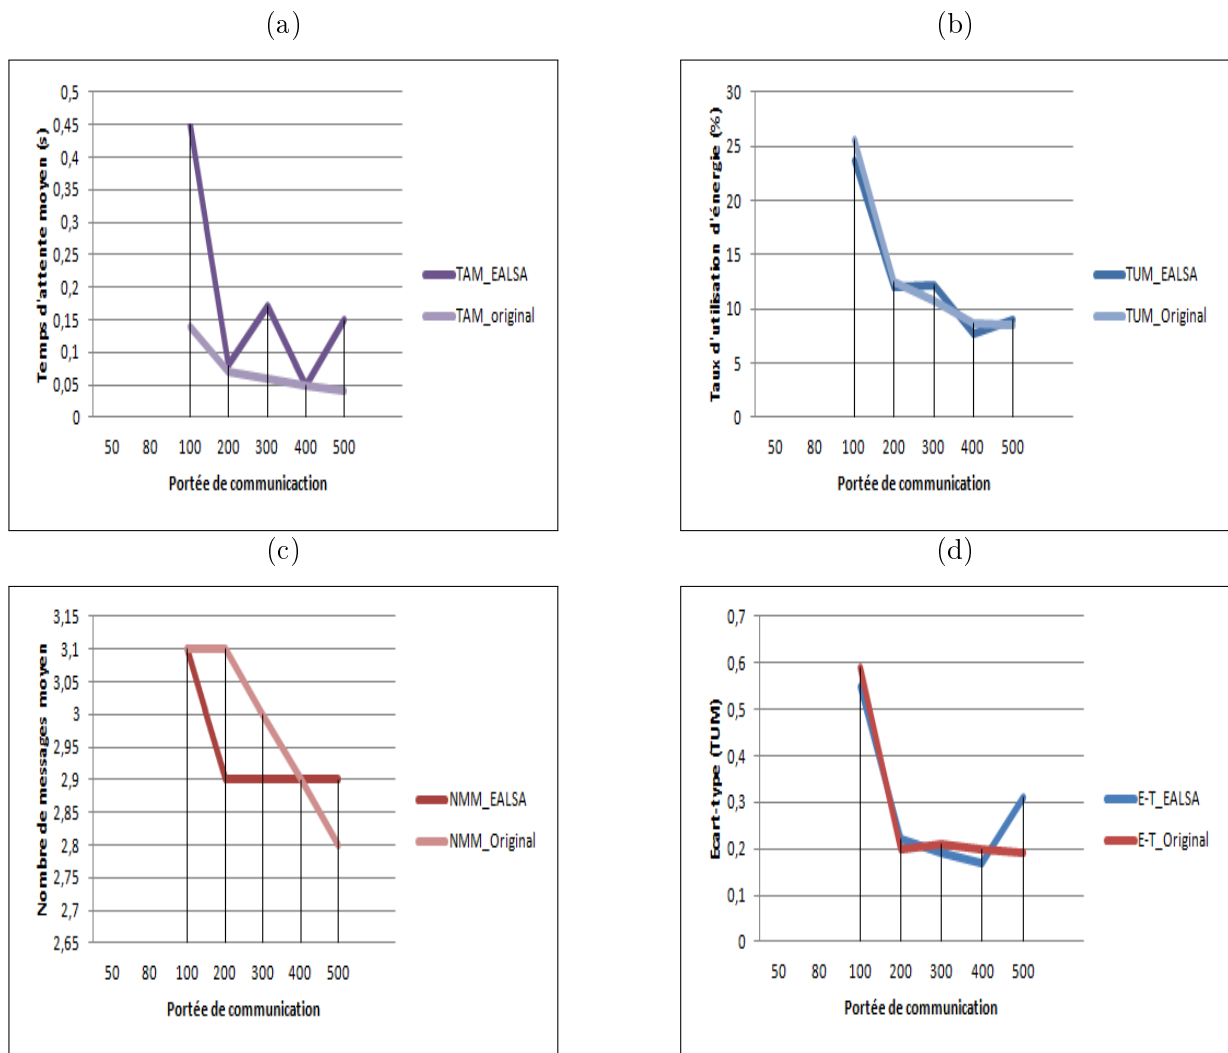 (a)
Temps d'attente moyen (s)
0,5
0,45
0,4
0,35
0,3
0,25
0,2
0,15
0,1
0,05
0
50 80 100 200 300 400 500
Portée de communicaction
TAM_EALSA
TAM_original
(b)
Taux d'utilisation d'énergie (%)
30
25
20
15
10
5
0
50 80 100 200 300 400 500
Portée de communication
TUM_EALSA
TUM_Original
(c)
Nombre de messages moyen
3,15
3,1
3,05
3
2,95
2,9
2,85
2,8
2,75
2,7
2,65
50 80 100 200 300 400 500
Portée de communication
NMM_EALSA
NMM_Original
(d)
Ecart-type (TUM)
0,7
0,6
0,5
0,4
0,3
0,2
0,1
0
50 80 100 200 300 400 500
Portée de communication
E-T_EALSA
E-T_Original